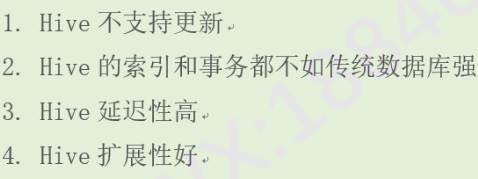 1. Hive 不支持更新
2. Hive 的索引和事务都不如传统数据库强
3. Hive 延迟性高
4. Hive 扩展性好